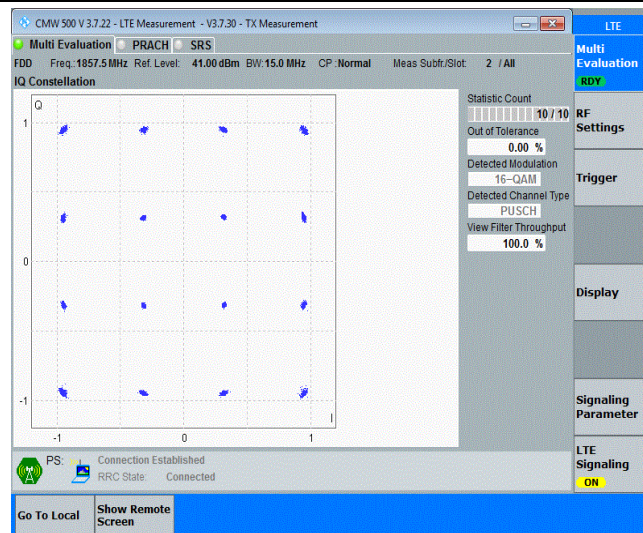 CMW 500 V 3.7.22 - LTE Measurement - V3.7.30 - TX Measurement
LTE
Multi Evaluation PRACH SRS
Multi
Evaluation
RDY
FDD Freq.:1857.5 MHz Ref. Level: 41.00 dBm BW:15.0 MHz CP :Normal Meas Subfr./Slot: 2 / All
IQ Constellation
Q
1
0
-1
-1 0 1
I
Statistic Count
10 / 10
Out of Tolerance
0.00 %
Detected Modulation
16-QAM
Detected Channel Type
PUSCH
View Filter Throughput
100.0 %
RF
Settings
Trigger
Display
Signaling
Parameter
LTE
Signaling
ON
PS: Connection Established
RRC State: Connected
Go To Local
Show Remote
Screen